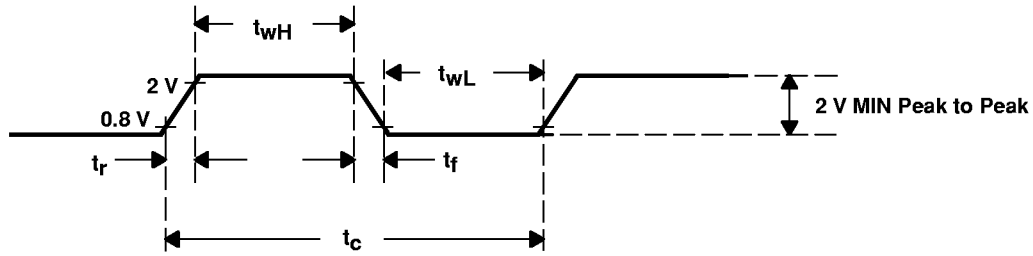 twH
2 V
twL
2 V MIN Peak to Peak
0.8 V
tr
tf
tc